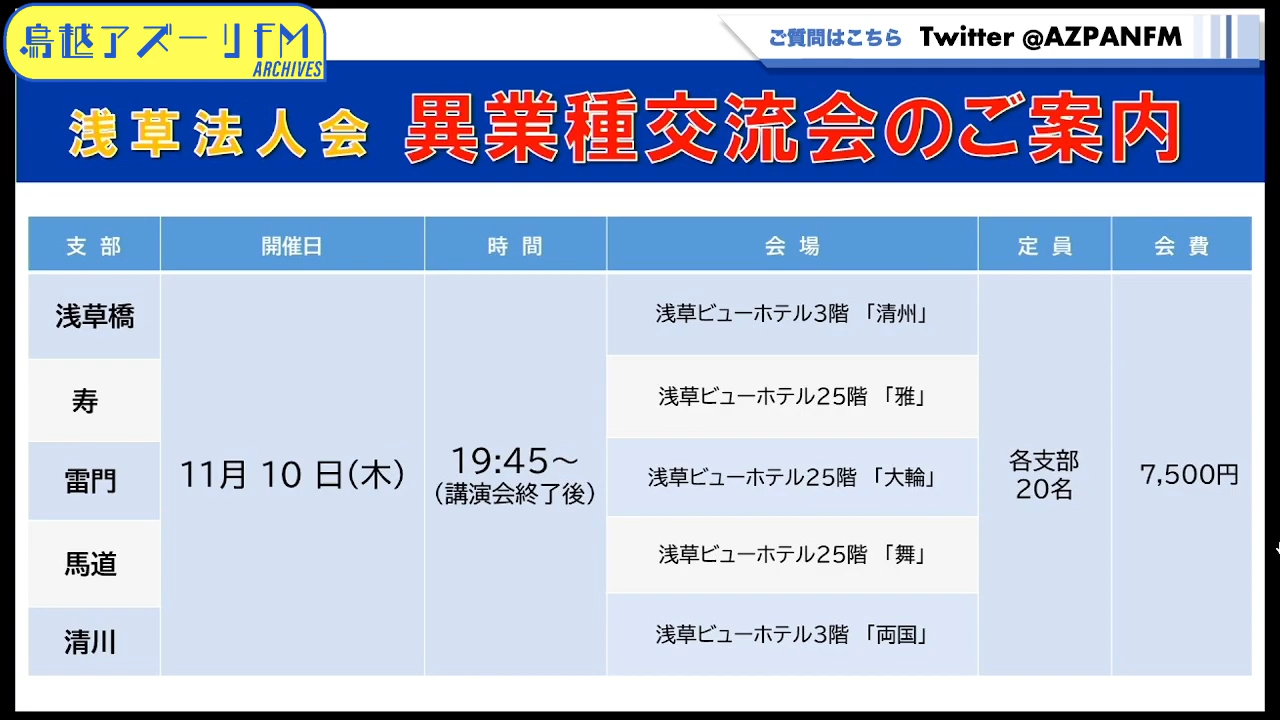 鳥越アズーリFM
ARCHIVES
ご質問はこちら Twitter @AZPANFM
浅草法人会 異業種交流会のご案内
支 部 開催日 時 間 会 場 定 員 会 費
浅草橋
寿
雷門
馬道
清川
11月 10 日(木)
19:45～
(講演会終了後)
浅草ビューホテル3階 「清州」
浅草ビューホテル25階 「雅」
浅草ビューホテル25階 「大輪」
浅草ビューホテル25階 「舞」
浅草ビューホテル3階 「両国」
各支部
20名
7,500円